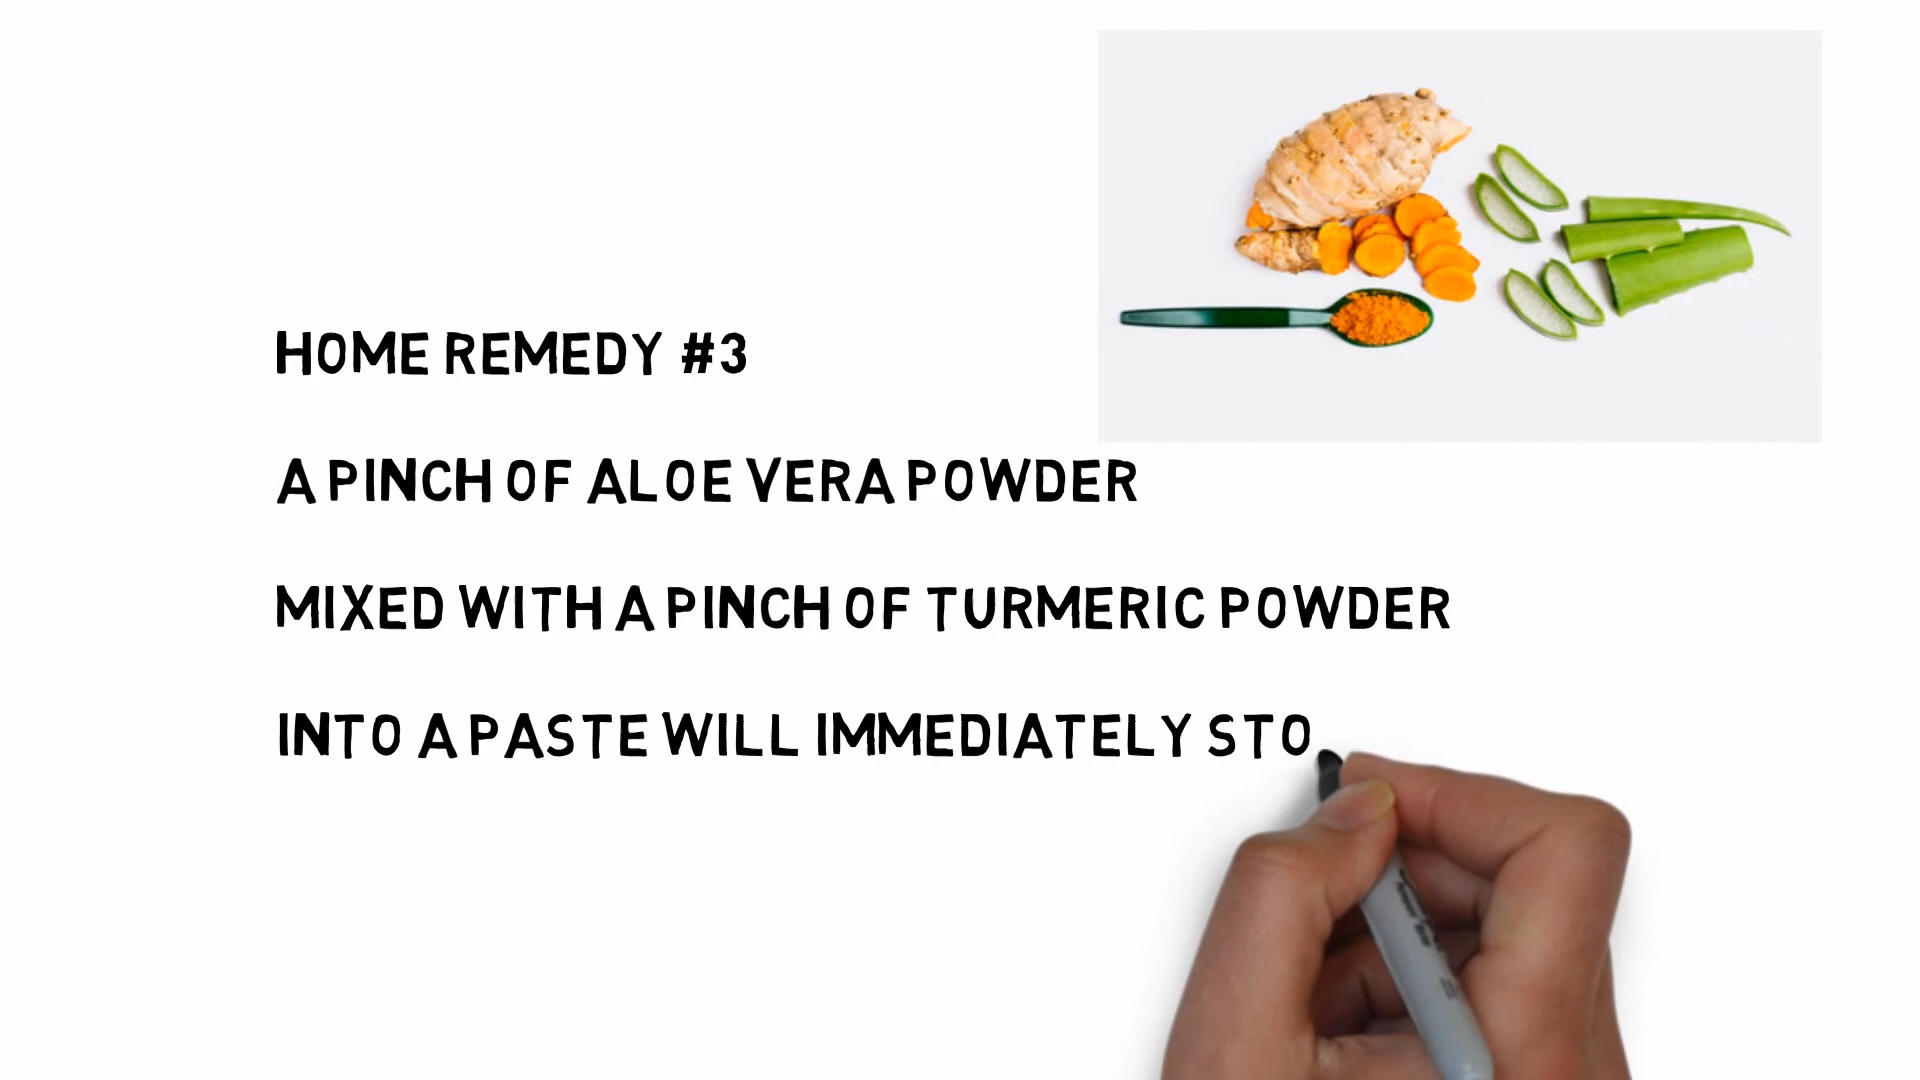 HOME REMEDY #3
A PINCH OF ALOE VERA POWDER
MIXED WITH A PINCH OF TURMERIC POWDER
INTO A PASTE WILL IMMEDIATELY STO